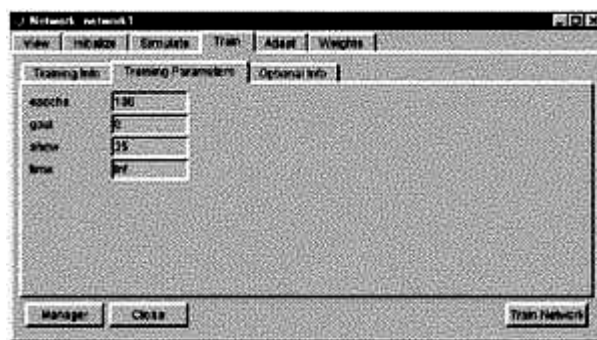 Network: network1
View Initialize Simulate Train Adapt Weights
Training Info Training Parameters Optional Info
epochs 100
goal 0
show 25
time Inf
Manager Close Train Network